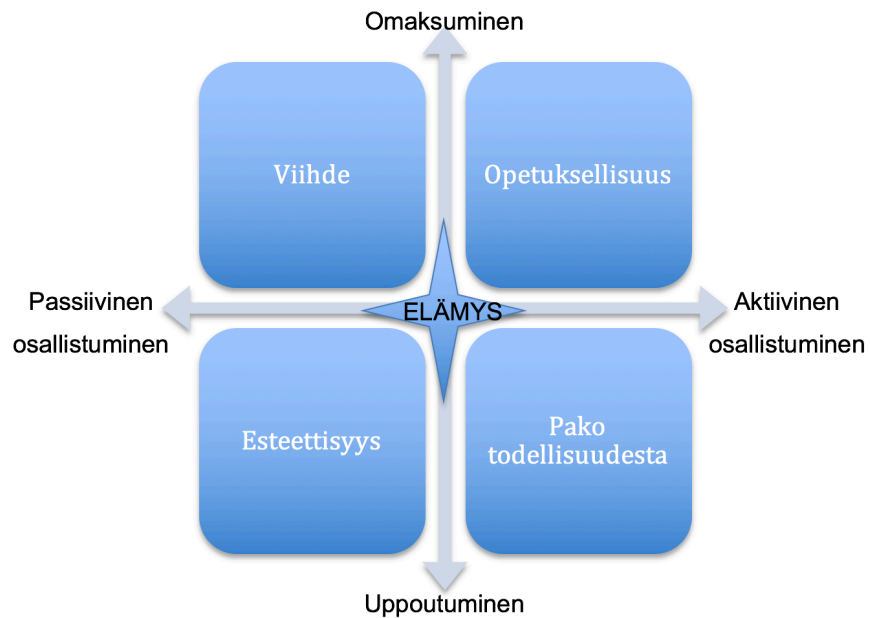 Omaksuminen
Viihde
Opetuksellisuus
Passiivinen
osallistuminen
ELÄMYS
Aktiivinen
osallistuminen
Esteettisyys
Pako
todellisuudesta
Uppoutuminen